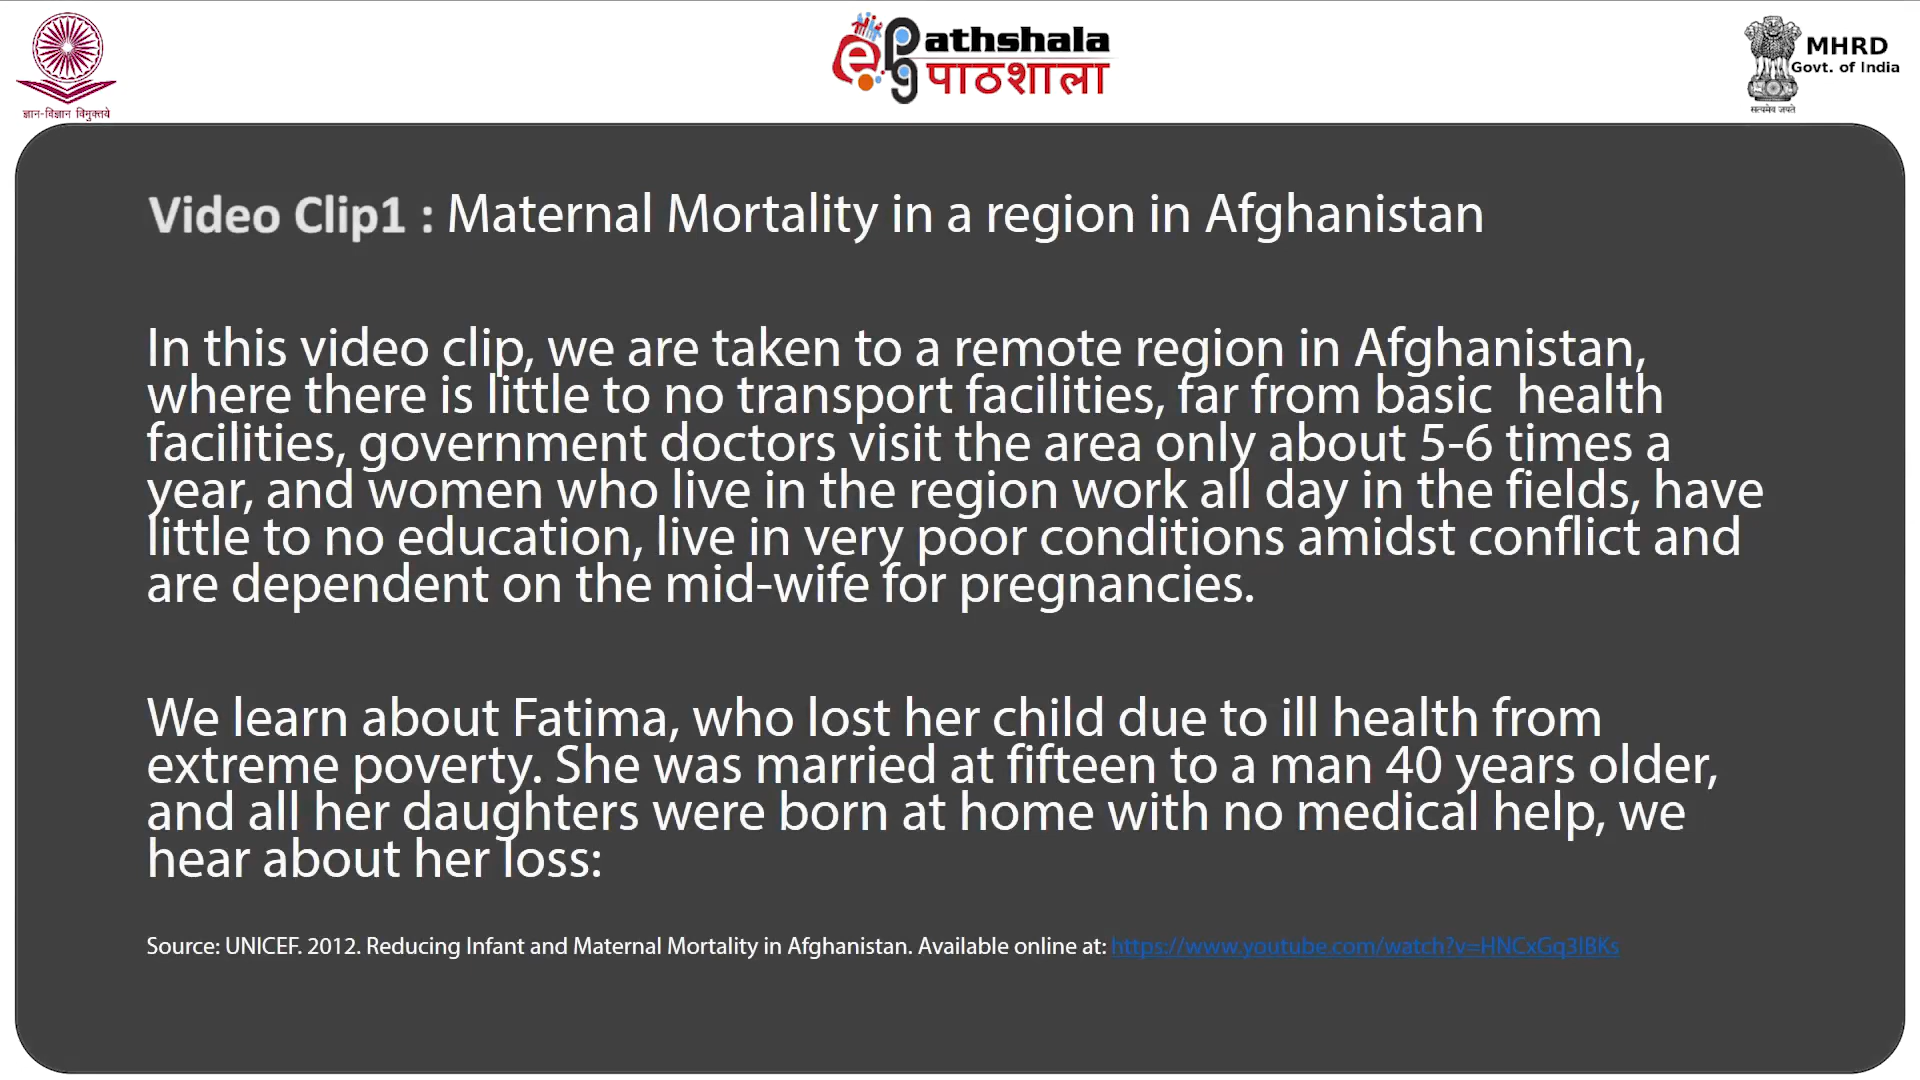 ज्ञान-विज्ञान विमुक्तये
ePathshala
पाठशाला
MHRD
Govt. of India
सत्यमेव जयते
Video Clip1 : Maternal Mortality in a region in Afghanistan
In this video clip, we are taken to a remote region in Afghanistan,
where there is little to no transport facilities, far from basic  health
facilities, government doctors visit the area only about 5-6 times a
year, and women who live in the region work all day in the fields, have
little to no education, live in very poor conditions amidst conflict and
are dependent on the mid-wife for pregnancies.
We learn about Fatima, who lost her child due to ill health from
extreme poverty. She was married at fifteen to a man 40 years older,
and all her daughters were born at home with no medical help, we
hear about her loss:
Source: UNICEF. 2012. Reducing Infant and Maternal Mortality in Afghanistan. Available online at: https://www.youtube.com/watch?v=HNCxGq3IBKs